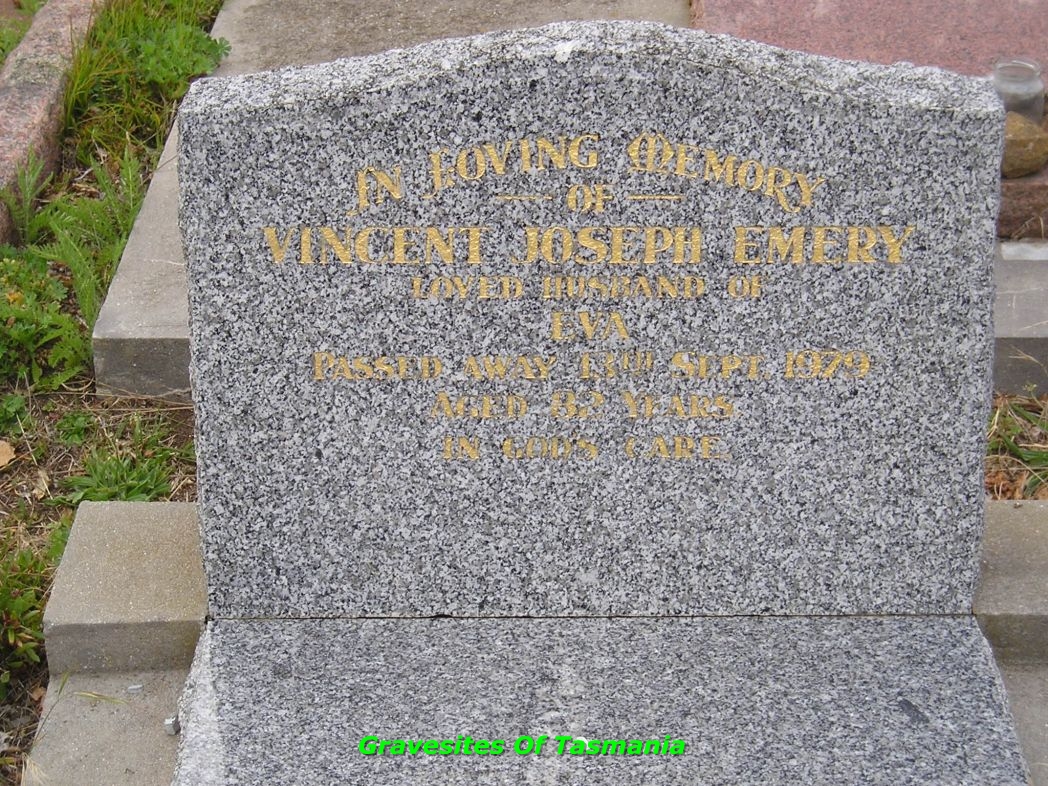 In Loving Memory
— OF —
VINCENT JOSEPH EMERY
LOVED HUSBAND OF
EVA
PASSED AWAY 13TH SEPT. 1979
AGED 82 YEARS
IN GOD'S CARE.
Gravesites Of Tasmania